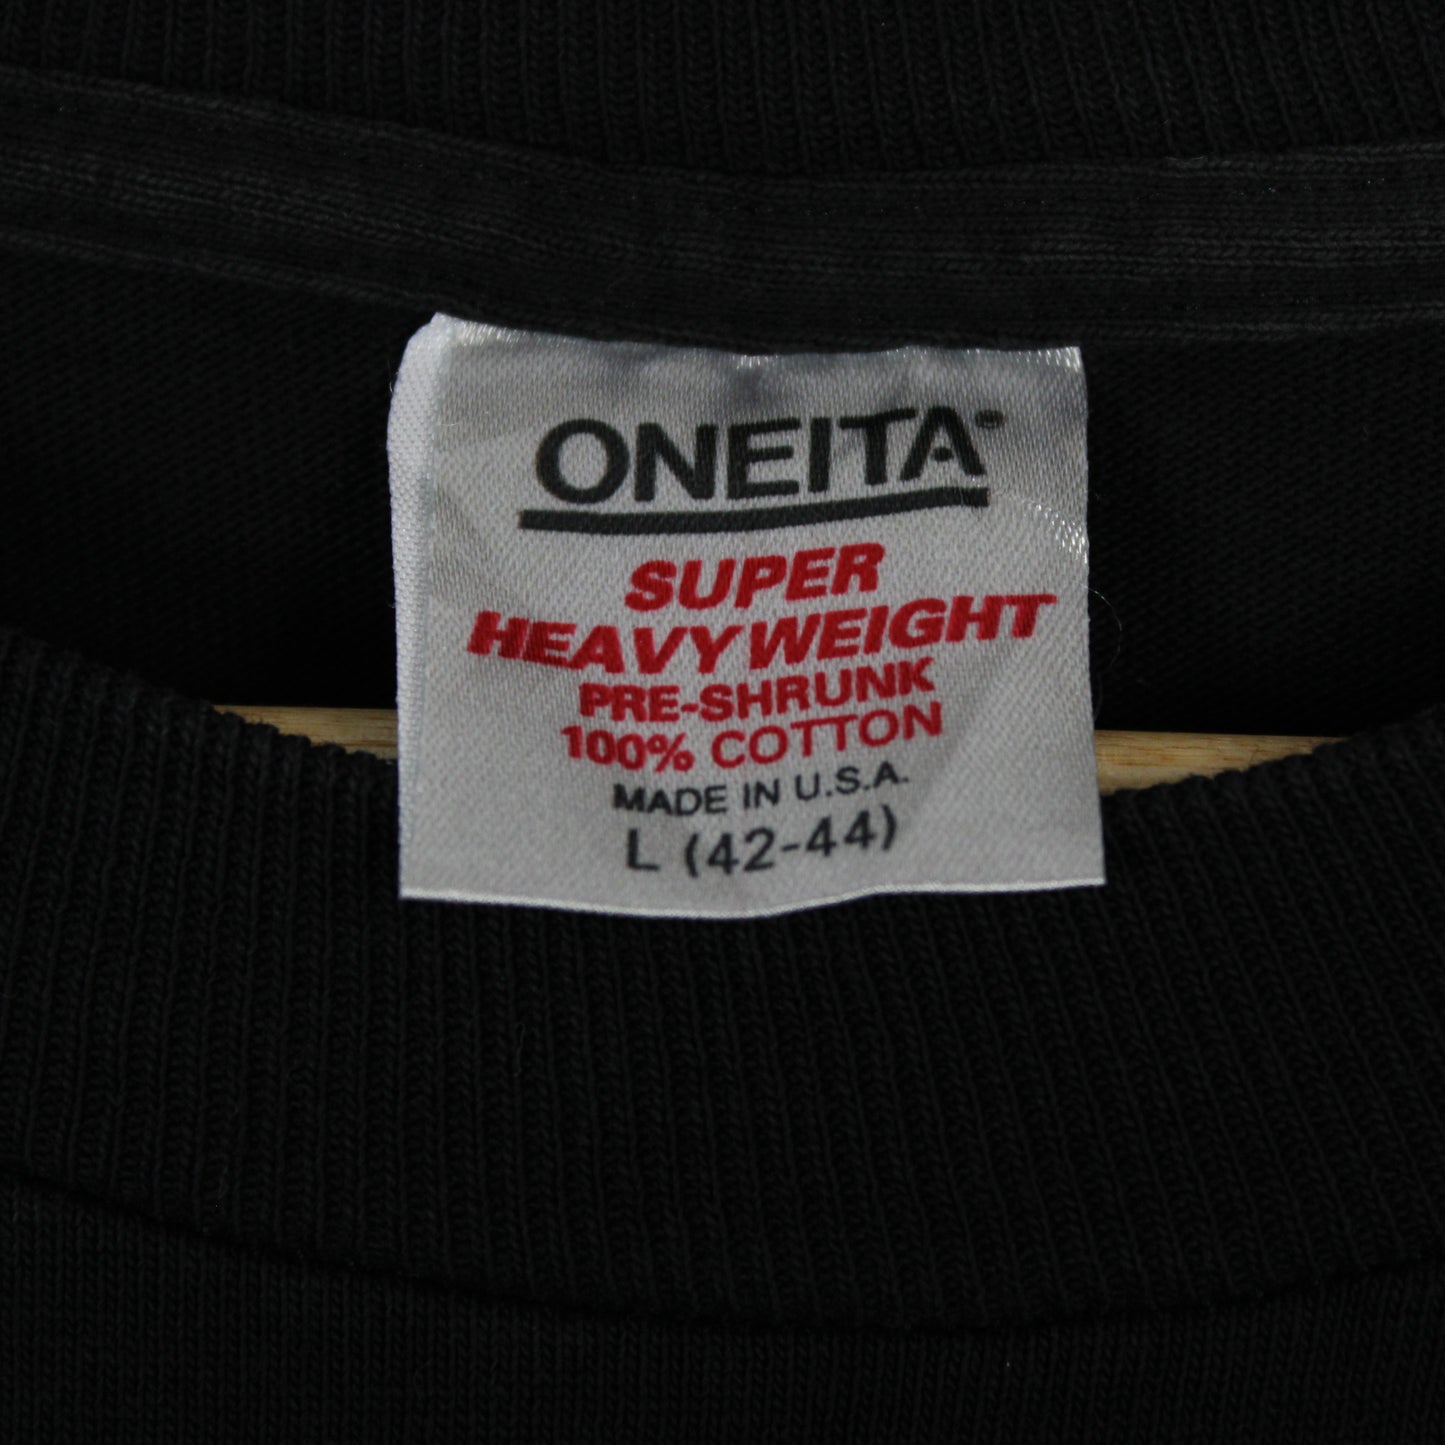 ONEITA
SUPER
HEAVYWEIGHT
PRE-SHRUNK
100% COTTON
MADE IN U.S.A.
L (42-44)